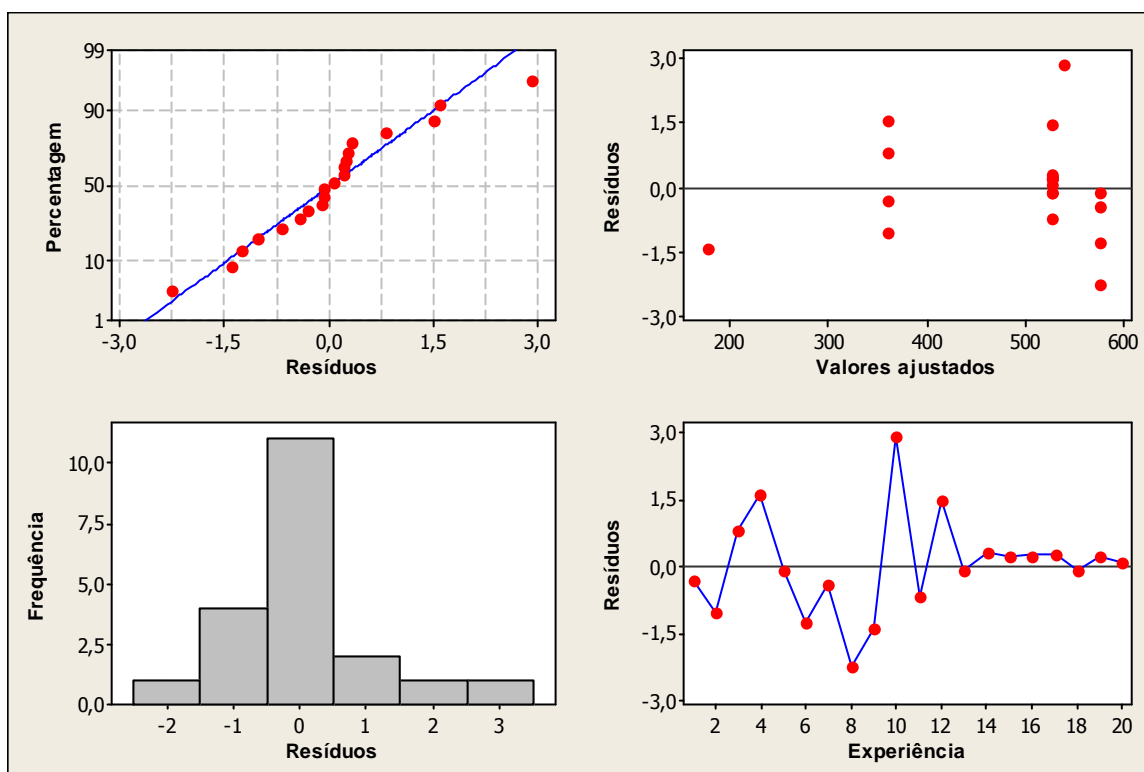 99
90
50
10
1
Percentagem
-3,0 -1,5 0,0 1,5 3,0
Resíduos
3,0
1,5
0,0
-1,5
-3,0
Resíduos
200 300 400 500 600
Valores ajustados
10,0
7,5
5,0
2,5
0,0
Frequência
-2 -1 0 1 2 3
Resíduos
3,0
1,5
0,0
-1,5
-3,0
Resíduos
2 4 6 8 10 12 14 16 18 20
Experiência